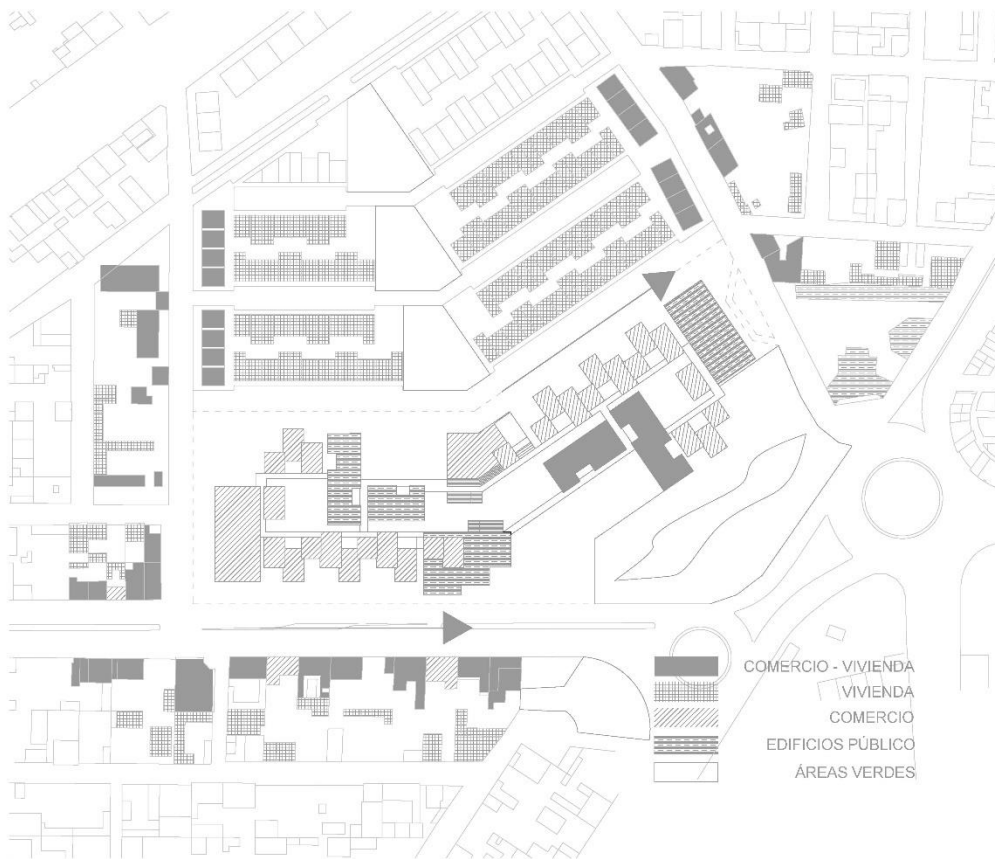 COMERCIO - VIVIENDA
VIVIENDA
COMERCIO
EDIFICIOS PÚBLICO
ÁREAS VERDES